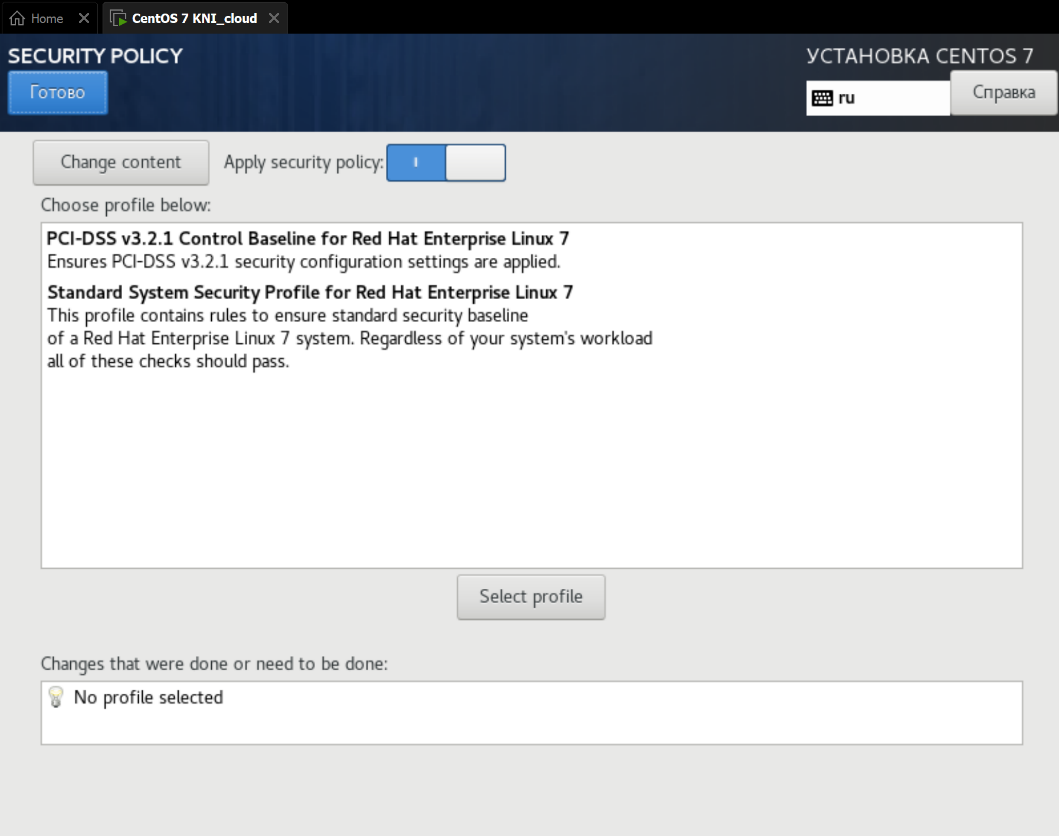 Home
CentOS 7 KNI_cloud
SECURITY POLICY
УСТАНОВКА CENTOS 7
Готово
ru
Справка
Change content
Apply security policy:
Choose profile below:
PCI-DSS v3.2.1 Control Baseline for Red Hat Enterprise Linux 7
Ensures PCI-DSS v3.2.1 security configuration settings are applied.
Standard System Security Profile for Red Hat Enterprise Linux 7
This profile contains rules to ensure standard security baseline
of a Red Hat Enterprise Linux 7 system. Regardless of your system's workload
all of these checks should pass.
Select profile
Changes that were done or need to be done:
No profile selected